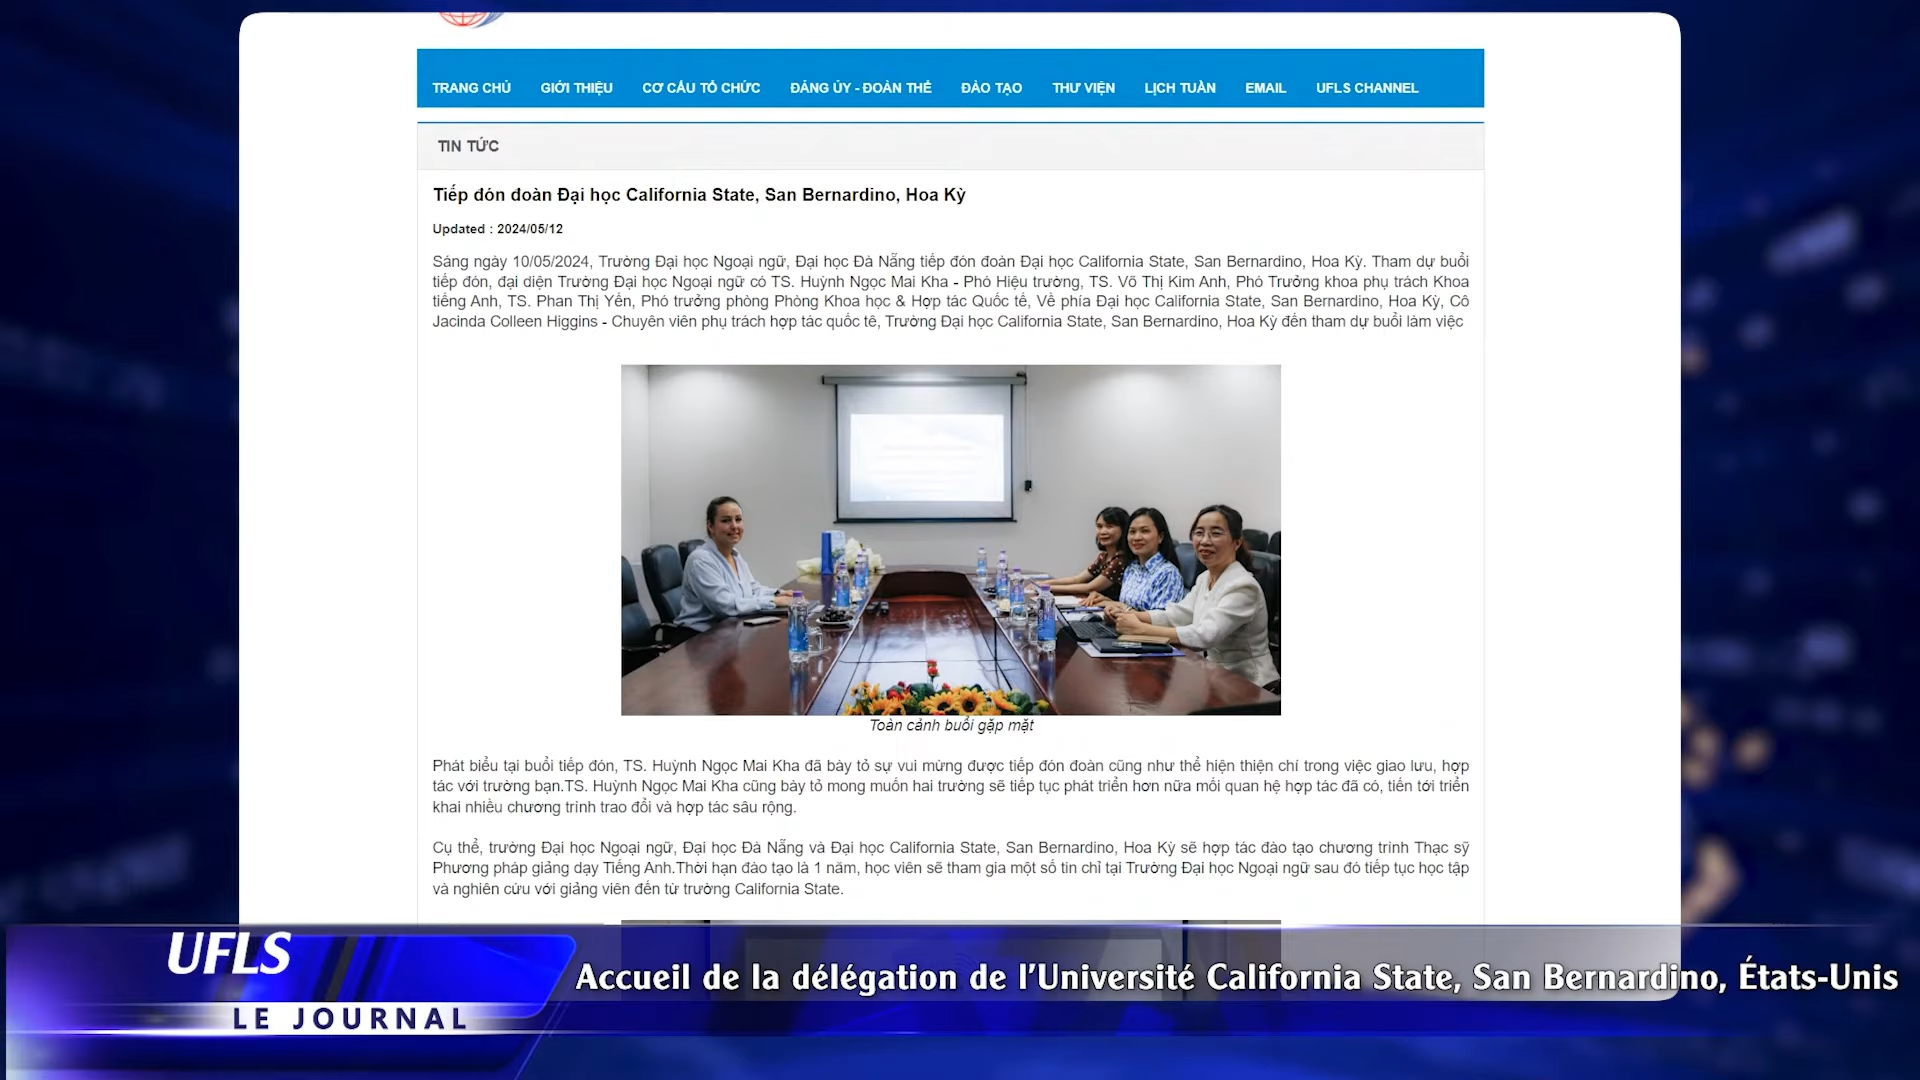 TRANG CHỦ GIỚI THIỆU CƠ CẤU TỔ CHỨC ĐẢNG ỦY - ĐOÀN THỂ ĐÀO TẠO THƯ VIỆN LỊCH TUẦN EMAIL UFLS CHANNEL
TIN TỨC
Tiếp đón đoàn Đại học California State, San Bernardino, Hoa Kỳ
Updated : 2024/05/12
Sáng ngày 10/05/2024, Trường Đại học Ngoại ngữ, Đại học Đà Nẵng tiếp đón đoàn Đại học California State, San Bernardino, Hoa Kỳ. Tham dự buổi
tiếp đón, đại diện Trường Đại học Ngoại ngữ có TS. Huỳnh Ngọc Mai Kha - Phó Hiệu trường, TS. Võ Thị Kim Anh, Phó Trưởng khoa phụ trách Khoa
tiếng Anh, TS. Phan Thị Yến, Phó trưởng phòng Phòng Khoa học & Hợp tác Quốc tế, Về phía Đại học California State, San Bernardino, Hoa Kỳ, Cô
Jacinda Colleen Higgins - Chuyên viên phụ trách hợp tác quốc tê, Trường Đại học California State, San Bernardino, Hoa Kỳ đến tham dự buổi làm việc
Toàn cảnh buổi gặp mặt
Phát biểu tại buổi tiếp đón, TS. Huỳnh Ngọc Mai Kha đã bày tỏ sự vui mừng được tiếp đón đoàn cũng như thể hiện thiện chí trong việc giao lưu, hợp
tác với trường bạn.TS. Huỳnh Ngọc Mai Kha cũng bày tỏ mong muốn hai trường sẽ tiếp tục phát triển hơn nữa mối quan hệ hợp tác đã có, tiến tới triển
khai nhiều chương trình trao đổi và hợp tác sâu rộng.
Cụ thể, trường Đại học Ngoại ngữ, Đại học Đà Nẵng và Đại học California State, San Bernardino, Hoa Kỳ sẽ hợp tác đào tạo chương trình Thạc sỹ
Phương pháp giảng dạy Tiếng Anh.Thời hạn đào tạo là 1 năm, học viên sẽ tham gia một số tin chỉ tại Trường Đại học Ngoại ngữ sau đó tiếp tục học tập
và nghiên cứu với giảng viên đến từ trường California State.
UFLS
LE JOURNAL
Accueil de la délégation de l'Université California State, San Bernardino, États-Unis